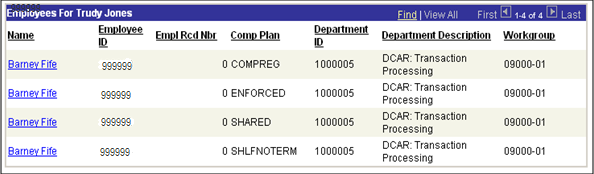 Employees For Trudy Jones Find | View All First 1-4 of 4 Last
Name Employee ID Empl Rcd Nbr Comp Plan Department ID Department Description Workgroup
Barney Fife 999999 0 COMPREG 1000005 DCAR: Transaction Processing 09000-01
Barney Fife 999999 0 ENFORCED 1000005 DCAR: Transaction Processing 09000-01
Barney Fife 999999 0 SHARED 1000005 DCAR: Transaction Processing 09000-01
Barney Fife 999999 0 SHLFNOTERM 1000005 DCAR: Transaction Processing 09000-01